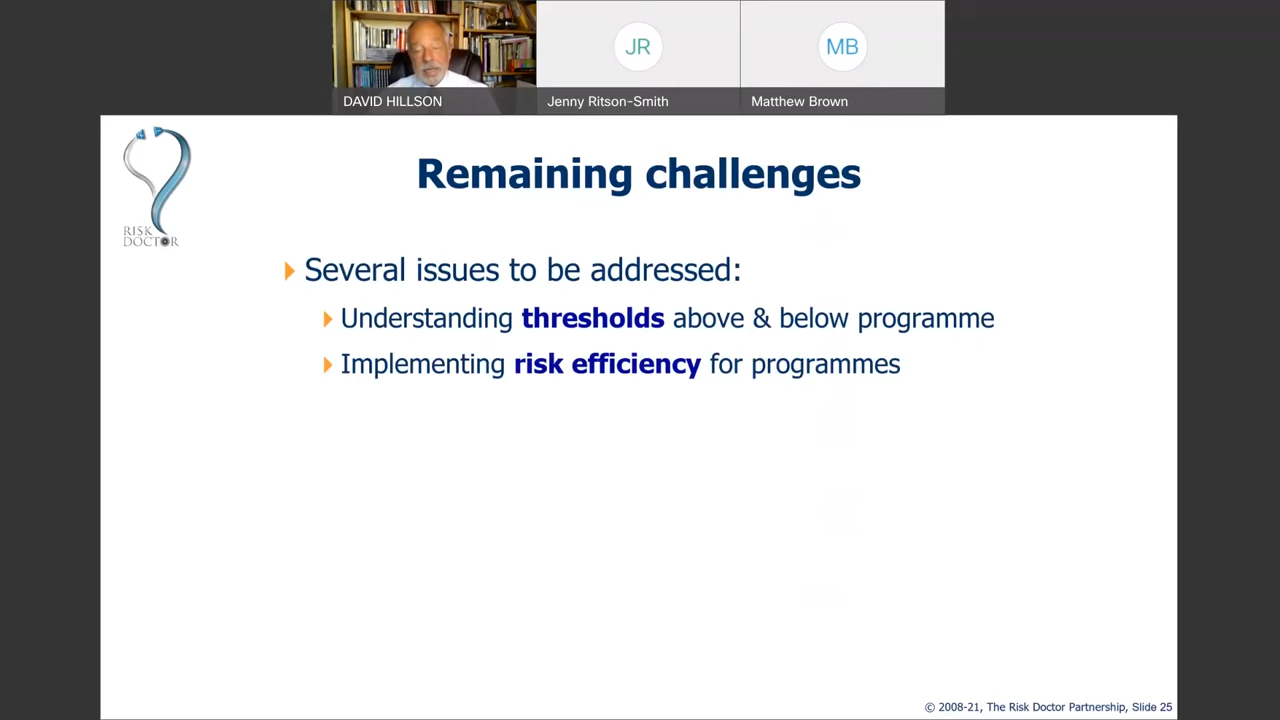 JR
MB
DAVID HILLSON
Jenny Ritson-Smith
Matthew Brown
RISK
DOCTOR
Remaining challenges
Several issues to be addressed:
Understanding thresholds above & below programme
Implementing risk efficiency for programmes
© 2008-21, The Risk Doctor Partnership, Slide 25